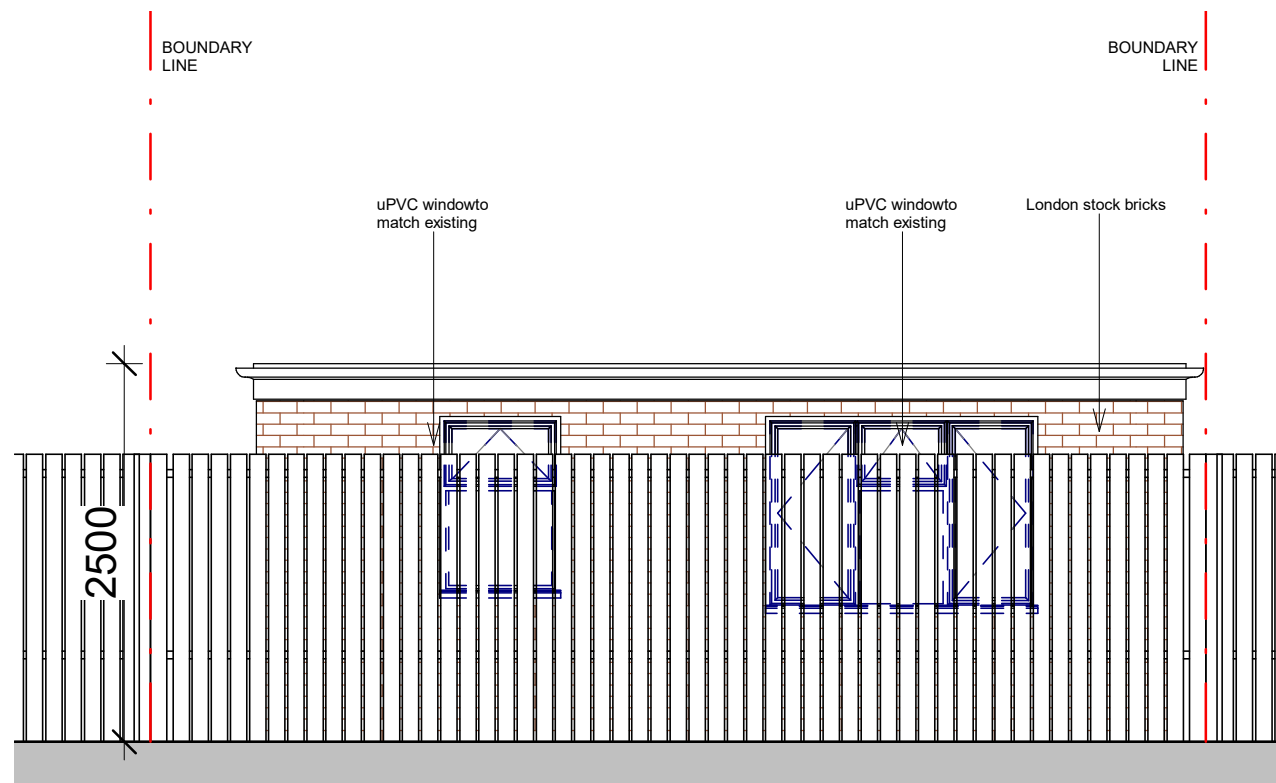 BOUNDARY
LINE
BOUNDARY
LINE
uPVC windowto
match existing
uPVC windowto
match existing
London stock bricks
2500